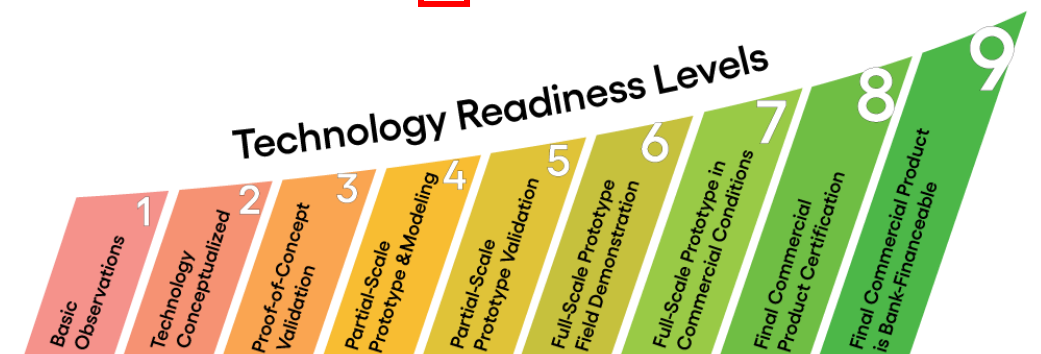 Technology Readiness Levels
1
Basic
Observations
2
Technology
Conceptualized
3
Proof-of-Concept
Validation
4
Partial-Scale
Prototype &Modeling
5
Partial-Scale
Prototype Validation
6
Full-Scale Prototype
Field Demonstration
7
Full-Scale Prototype in
Commercial Conditions
8
Final Commercial
Product Certification
9
Final Commercial Product
is Bank-Financeable